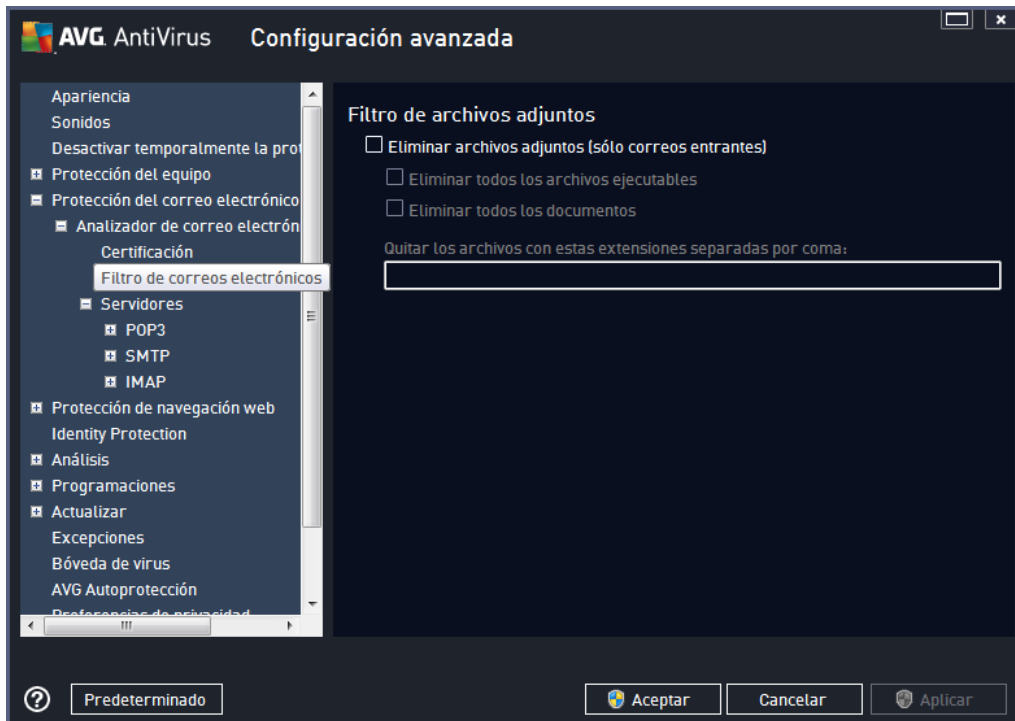 AVG AntiVirus Configuración avanzada
Apariencia
Sonidos
Desactivar temporalmente la prot
Protección del equipo
Protección del correo electrónico
Analizador de correo electrón
Certificación
Filtro de correos electrónicos
Servidores
POP3
SMTP
IMAP
Protección de navegación web
Identity Protection
Análisis
Programaciones
Actualizar
Excepciones
Bóveda de virus
AVG Autoprotección
Preferencias de privacidad
Filtro de archivos adjuntos
Eliminar archivos adjuntos (sólo correos entrantes)
Eliminar todos los archivos ejecutables
Eliminar todos los documentos
Quitar los archivos con estas extensiones separadas por coma:
? Predeterminado Aceptar Cancelar Aplicar